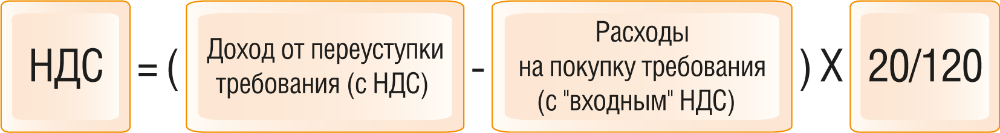 НДС = ( Доход от переуступки требования (с НДС) - Расходы на покупку требования (с "входным" НДС) ) Х 20/120